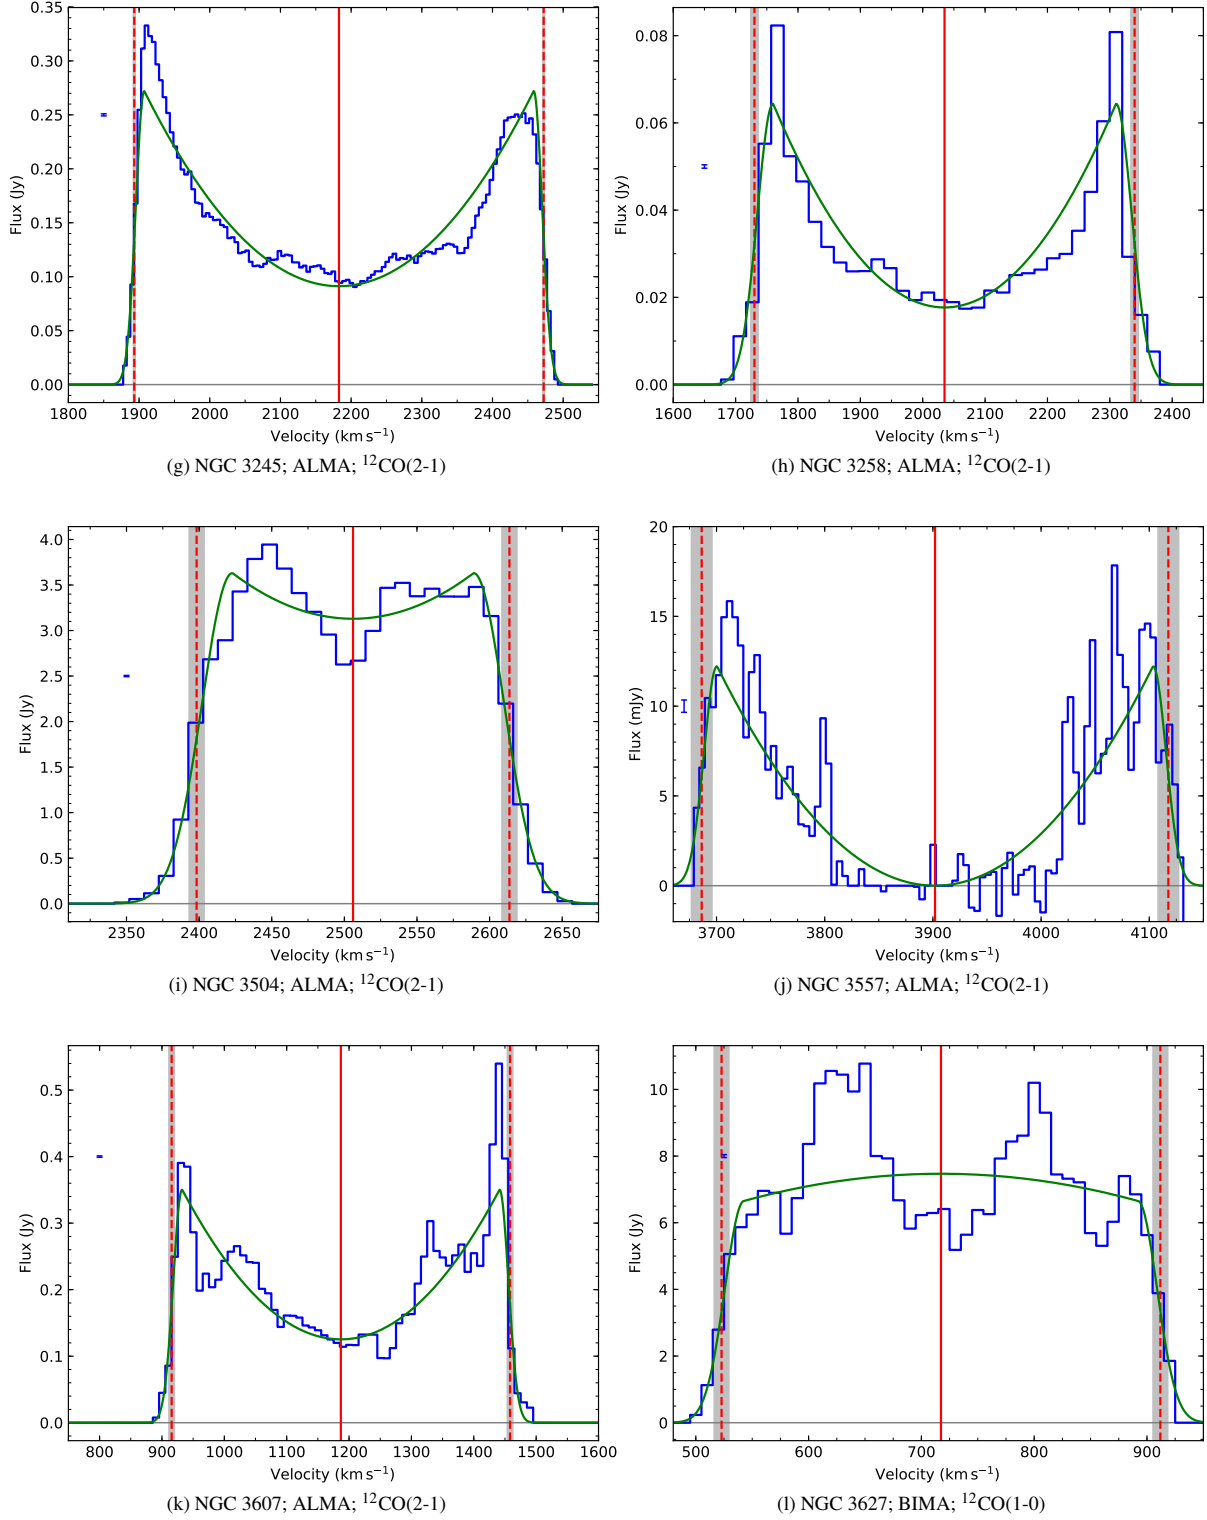 0.35
0.30
0.25
0.20
0.15
0.10
0.05
0.00
Flux (Jy)
1800 1900 2000 2100 2200 2300 2400 2500
Velocity (km s⁻¹)
(g) NGC 3245; ALMA; ¹²CO(2-1)
0.08
0.06
0.04
0.02
0.00
Flux (Jy)
1600 1700 1800 1900 2000 2100 2200 2300 2400
Velocity (km s⁻¹)
(h) NGC 3258; ALMA; ¹²CO(2-1)
4.0
3.5
3.0
2.5
2.0
1.5
1.0
0.5
0.0
Flux (Jy)
2350 2400 2450 2500 2550 2600 2650
Velocity (km s⁻¹)
(i) NGC 3504; ALMA; ¹²CO(2-1)
20
15
10
5
0
Flux (mJy)
3700 3800 3900 4000 4100
Velocity (km s⁻¹)
(j) NGC 3557; ALMA; ¹²CO(2-1)
0.5
0.4
0.3
0.2
0.1
0.0
Flux (Jy)
800 900 1000 1100 1200 1300 1400 1500 1600
Velocity (km s⁻¹)
(k) NGC 3607; ALMA; ¹²CO(2-1)
10
8
6
4
2
0
Flux (Jy)
500 600 700 800 900
Velocity (km s⁻¹)
(l) NGC 3627; BIMA; ¹²CO(1-0)